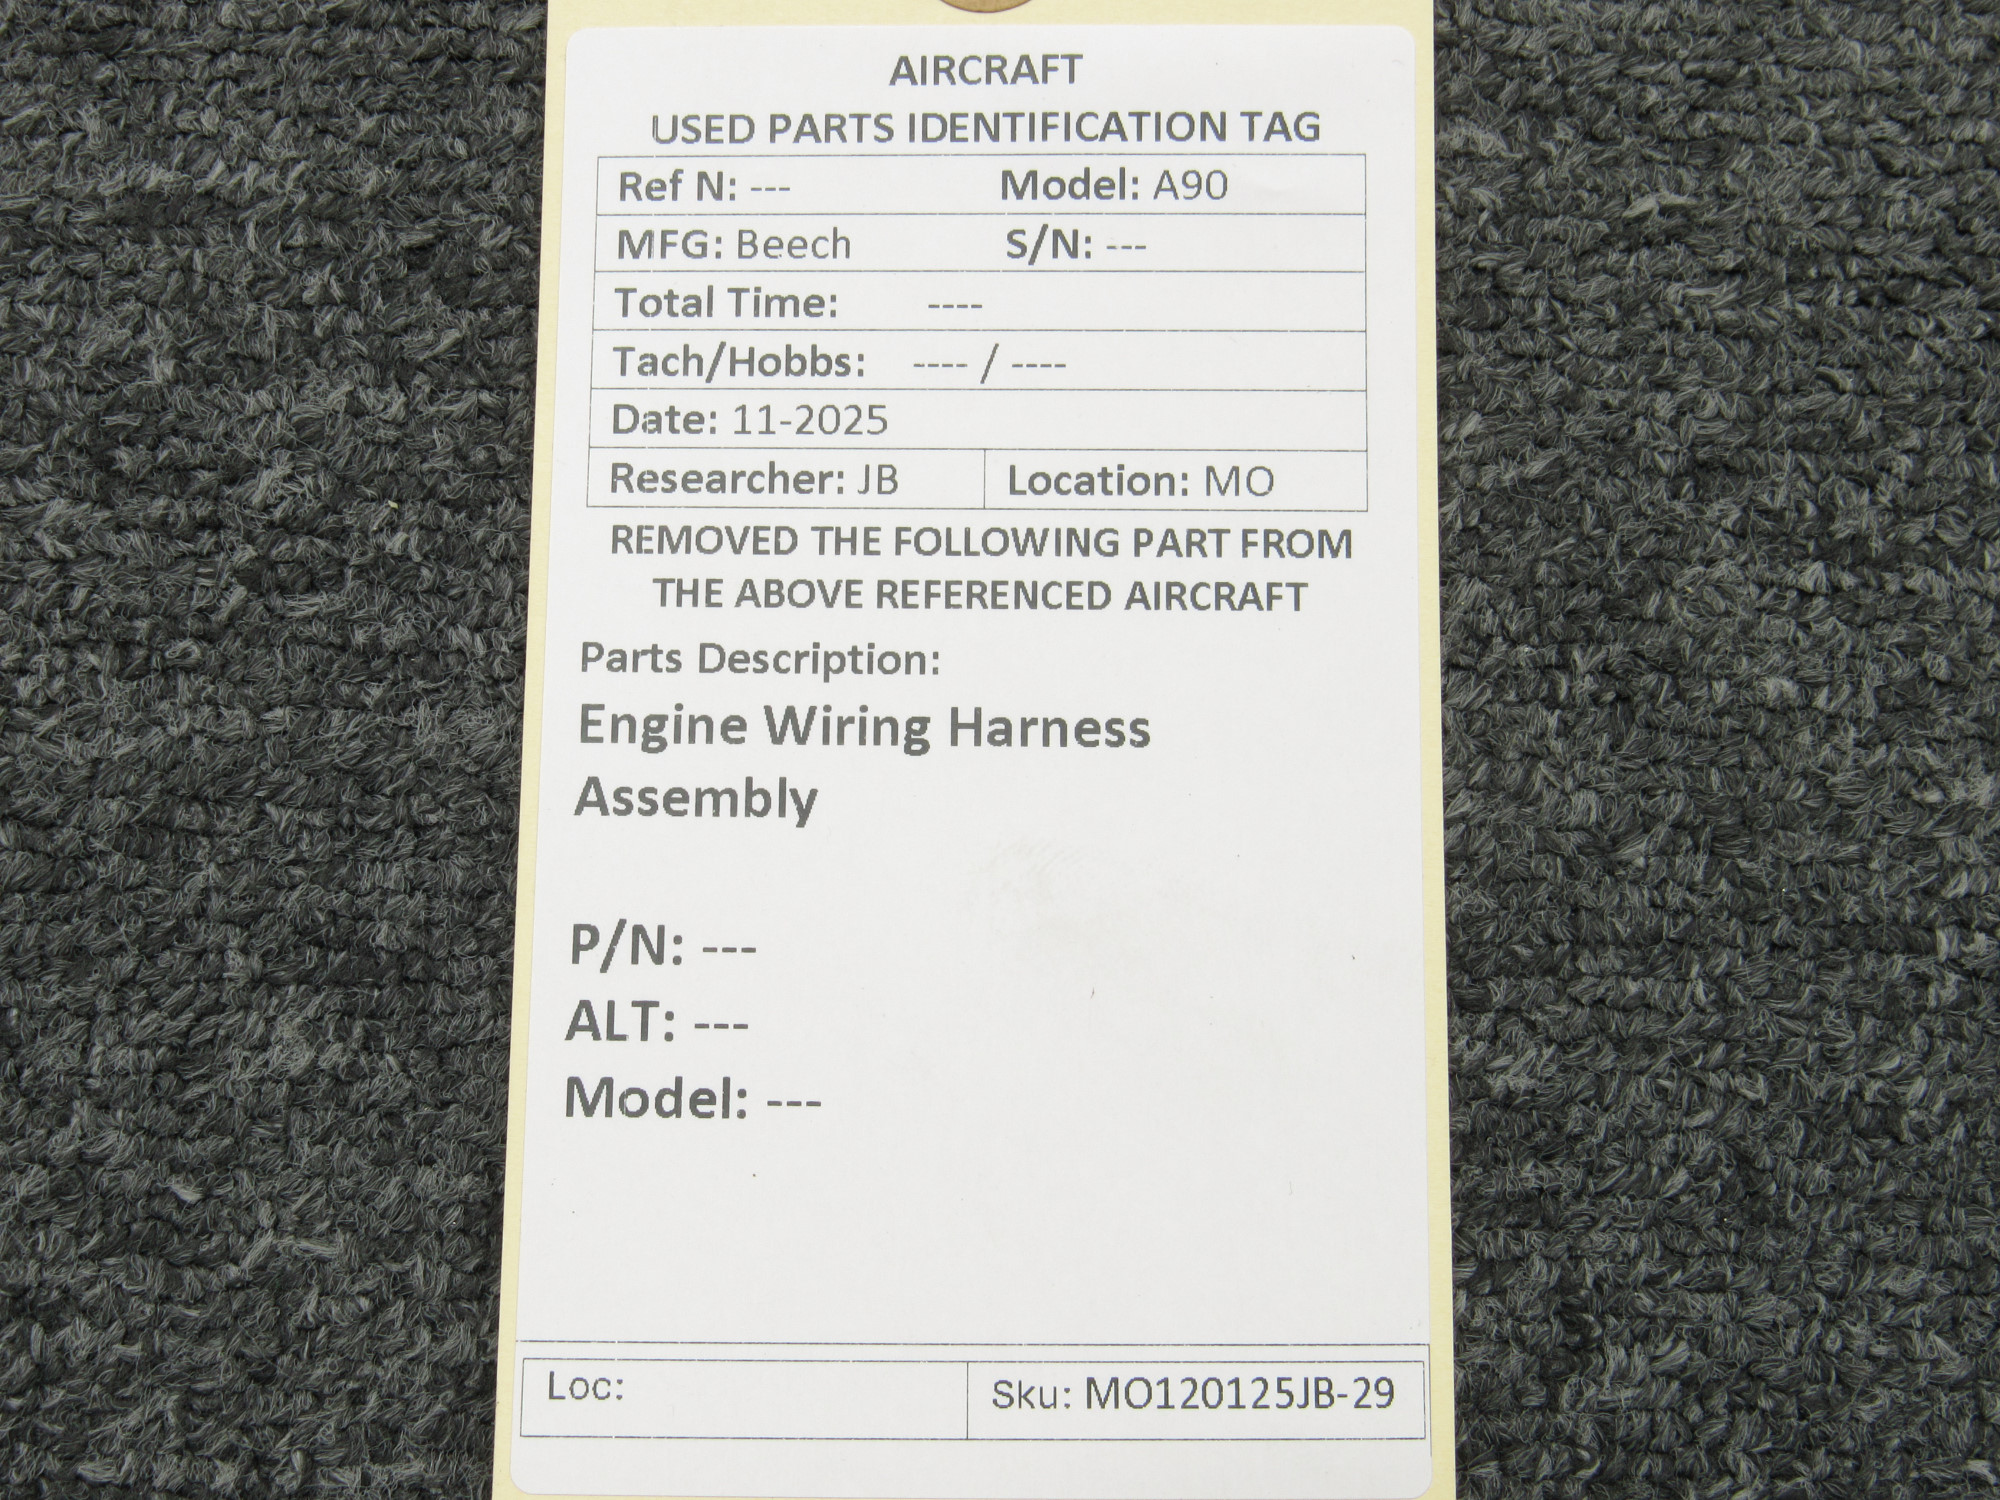 AIRCRAFT
USED PARTS IDENTIFICATION TAG
Ref N: --- Model: A90
MFG: Beech S/N: ---
Total Time: ----
Tach/Hobbs: ---- / ----
Date: 11-2025
Researcher: JB Location: MO
REMOVED THE FOLLOWING PART FROM
THE ABOVE REFERENCED AIRCRAFT
Parts Description:
Engine Wiring Harness
Assembly
P/N: ---
ALT: ---
Model: ---
Loc: Sku: MO120125JB-29